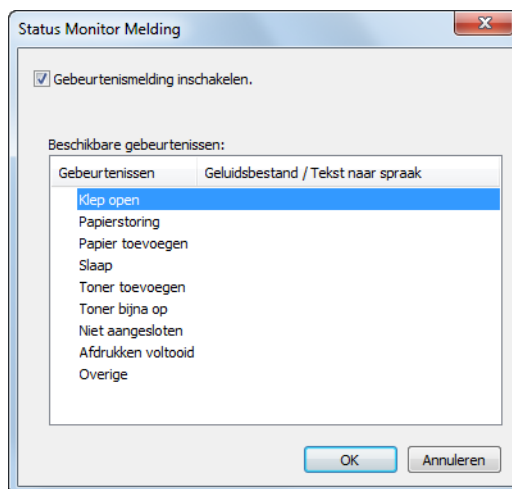 Status Monitor Melding
Gebeurtenismelding inschakelen.
Beschikbare gebeurtenissen:
Gebeurtenissen Geluidsbestand / Tekst naar spraak
Klep open
Papierstoring
Papier toevoegen
Slaap
Toner toevoegen
Toner bijna op
Niet aangesloten
Afdrukken voltooid
Overige
OK Annuleren